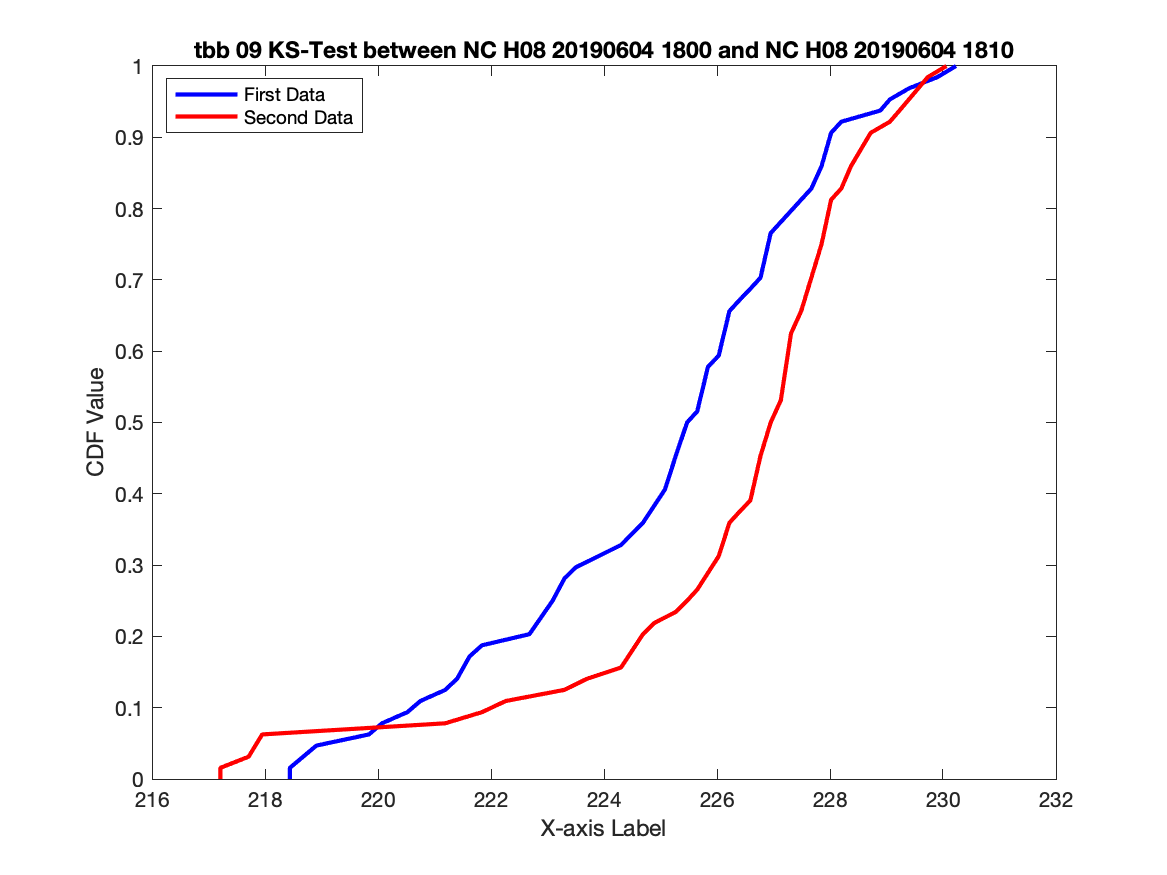 tbb 09 KS-Test between NC H08 20190604 1800 and NC H08 20190604 1810
First Data
Second Data
1
0.9
0.8
0.7
0.6
0.5
0.4
0.3
0.2
0.1
0
CDF Value
216 218 220 222 224 226 228 230 232
X-axis Label